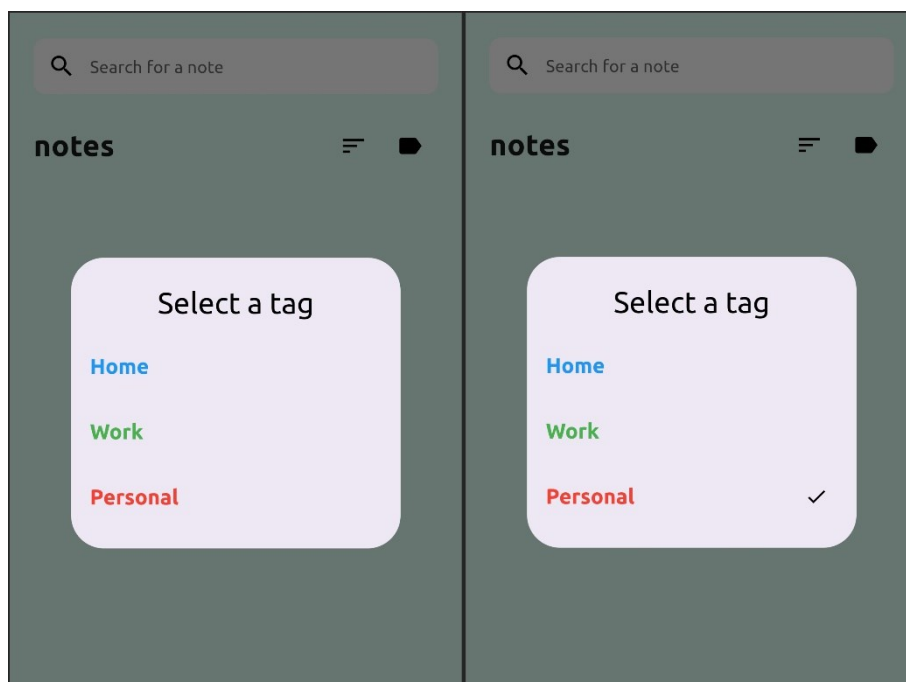 Search for a note
notes
Select a tag
Home
Work
Personal
Search for a note
notes
Select a tag
Home
Work
Personal